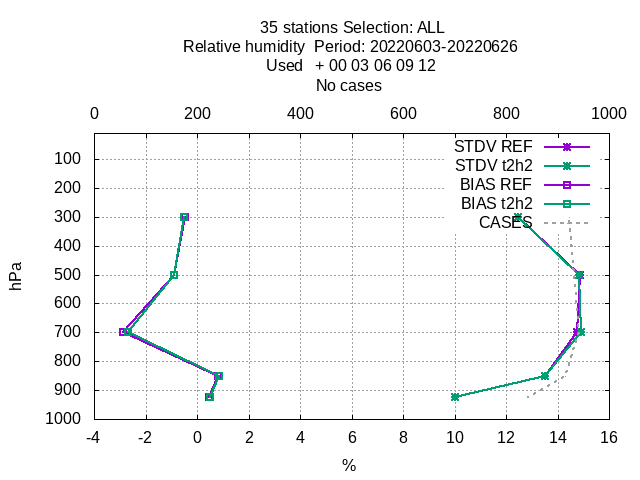 35 stations Selection: ALL
Relative humidity  Period: 20220603-20220626
Used   + 00 03 06 09 12
No cases
0 200 400 600 800 1000
STDV REF
STDV t2h2
BIAS REF
BIAS t2h2
CASES
100
200
300
400
500
600
700
800
900
1000
hPa
-4 -2 0 2 4 6 8 10 12 14 16
%